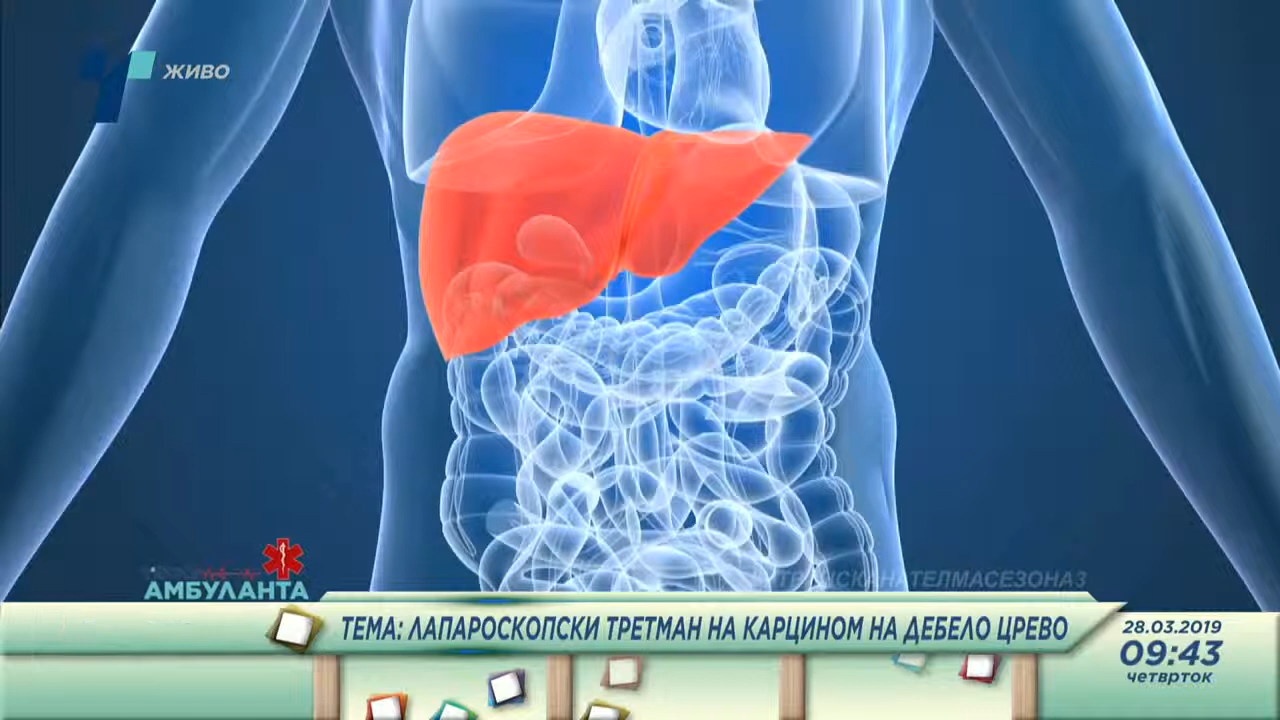 ЖИВО
АМБУЛАНТА
ТЕМА: ЛАПАРОСКОПСКИ ТРЕТМАН НА КАРЦИНОМ НА ДЕБЕЛО ЦРЕВО
28.03.2019
09:43
четврток